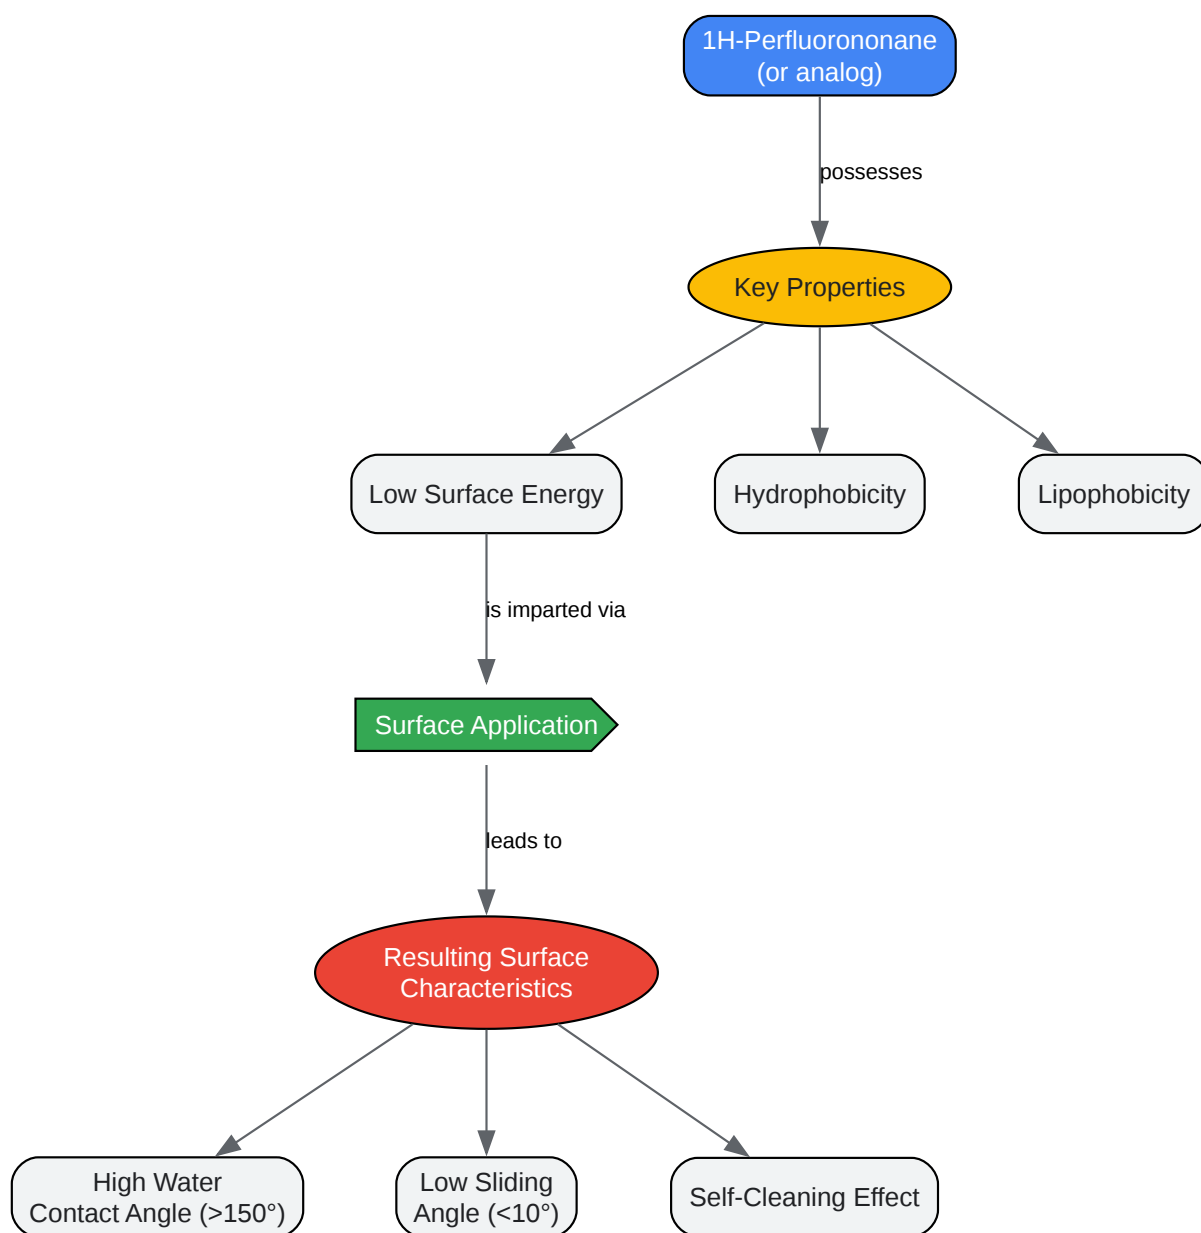 1H-Perfluorononane
(or analog)
possesses
Key Properties
Low Surface Energy
Hydrophobicity
Lipophobicity
is imparted via
Surface Application
leads to
Resulting Surface
Characteristics
High Water
Contact Angle (>150°)
Low Sliding
Angle (<10°)
Self-Cleaning Effect